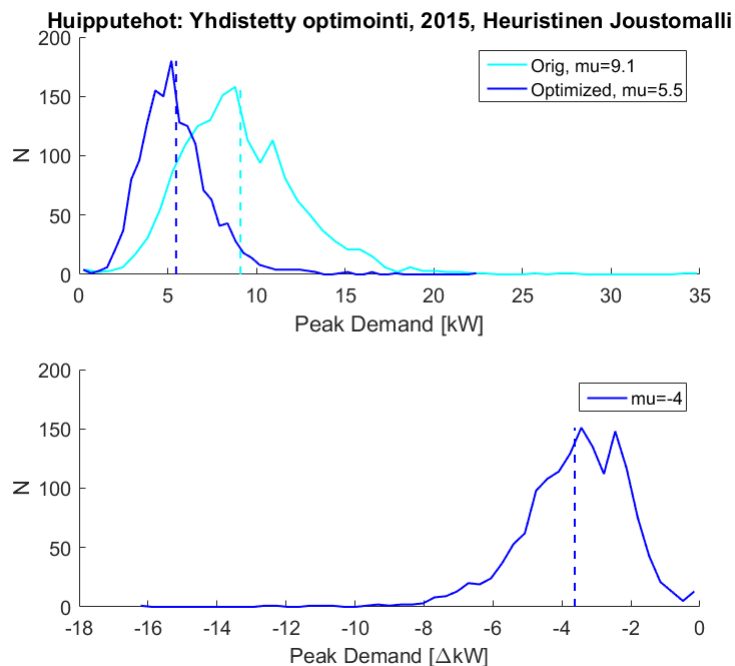 Huipputehot: Yhdistetty optimointi, 2015, Heuristinen Joustomalli
200
150
100
50
0
N
Orig, mu=9.1
Optimized, mu=5.5
0 5 10 15 20 25 30 35
Peak Demand [kW]
200
150
100
50
0
N
mu=-4
-18 -16 -14 -12 -10 -8 -6 -4 -2 0
Peak Demand [ΔkW]